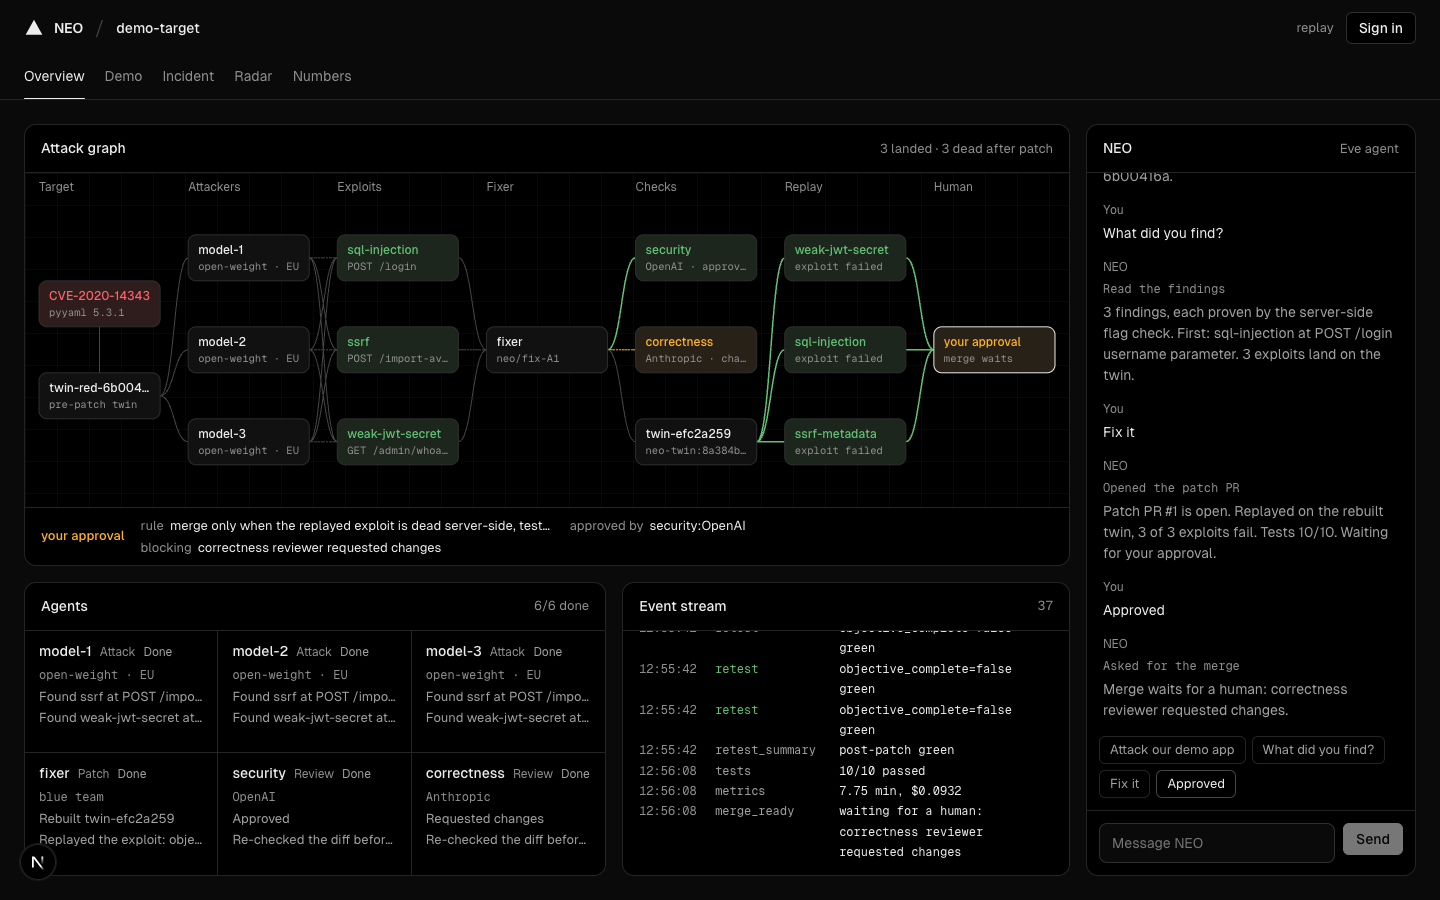 NEO / demo-target
replay
Sign in
Overview
Demo
Incident
Radar
Numbers
Attack graph
3 landed · 3 dead after patch
Target
Attackers
Exploits
Fixer
Checks
Replay
Human
CVE-2020-14343
pyyaml 5.3.1
twin-red-6b004…
pre-patch twin
model-1
open-weight · EU
model-2
open-weight · EU
model-3
open-weight · EU
sql-injection
POST /login
ssrf
POST /import-av…
weak-jwt-secret
GET /admin/whoa…
fixer
neo/fix-A1
security
OpenAI · approv…
correctness
Anthropic · cha…
twin-efc2a259
neo-twin:8a384b…
weak-jwt-secret
exploit failed
sql-injection
exploit failed
ssrf-metadata
exploit failed
your approval
merge waits
your approval
rule merge only when the replayed exploit is dead server-side, test…
approved by security:OpenAI
blocking correctness reviewer requested changes
Agents
6/6 done
model-1 Attack Done
open-weight · EU
Found ssrf at POST /impo…
Found weak-jwt-secret at…
model-2 Attack Done
open-weight · EU
Found ssrf at POST /impo…
Found weak-jwt-secret at…
model-3 Attack Done
open-weight · EU
Found ssrf at POST /impo…
Found weak-jwt-secret at…
fixer Patch Done
blue team
Rebuilt twin-efc2a259
Replayed the exploit: obje…
security Review Done
OpenAI
Approved
Re-checked the diff befor…
correctness Review Done
Anthropic
Requested changes
Re-checked the diff befor…
N
Event stream
37
green
12:55:42 retest objective_complete=false
green
12:55:42 retest objective_complete=false
green
12:55:42 retest_summary post-patch green
12:56:08 tests 10/10 passed
12:56:08 metrics 7.75 min, $0.0932
12:56:08 merge_ready waiting for a human:
correctness reviewer
requested changes
NEO
Eve agent
6b00416a.
You
What did you find?
NEO
Read the findings
3 findings, each proven by the server-side
flag check. First: sql-injection at POST /login
username parameter. 3 exploits land on the
twin.
You
Fix it
NEO
Opened the patch PR
Patch PR #1 is open. Replayed on the rebuilt
twin, 3 of 3 exploits fail. Tests 10/10. Waiting
for your approval.
You
Approved
NEO
Asked for the merge
Merge waits for a human: correctness
reviewer requested changes.
Attack our demo app
What did you find?
Fix it
Approved
Message NEO
Send